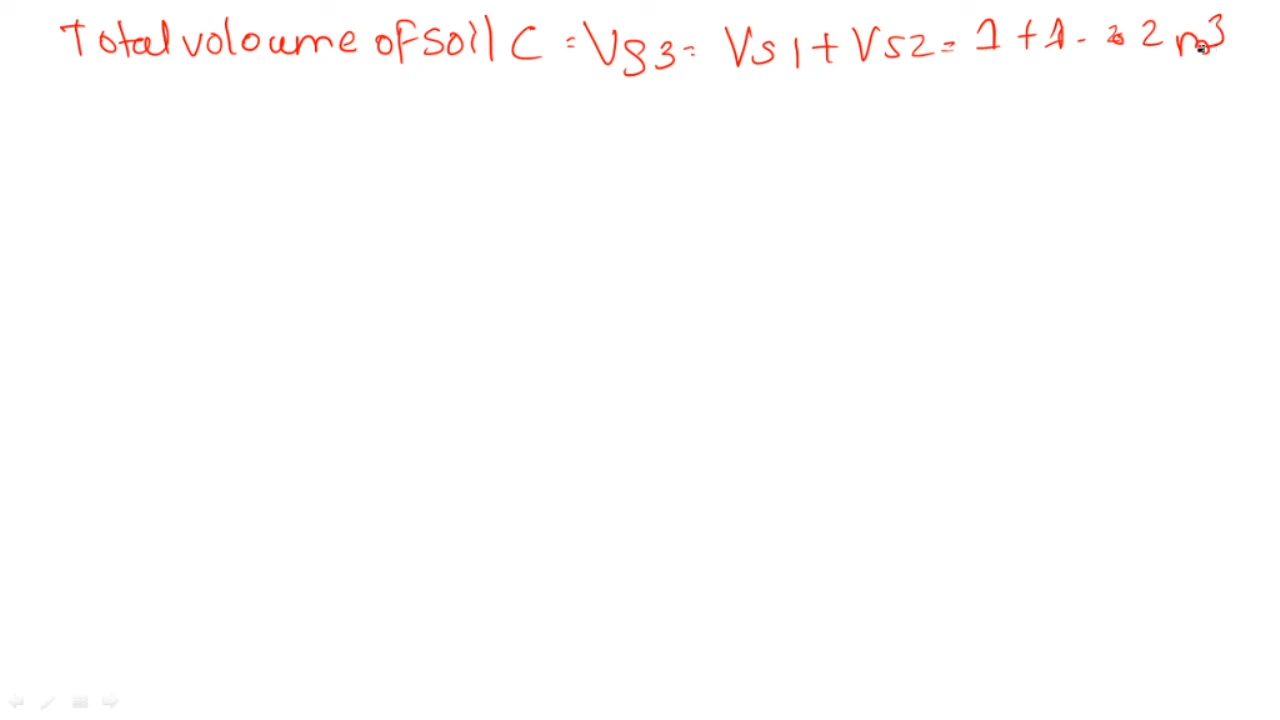 Total voloume of soil C = VS3 = VS1 + VS2 = 1 + 1 = 2 m3